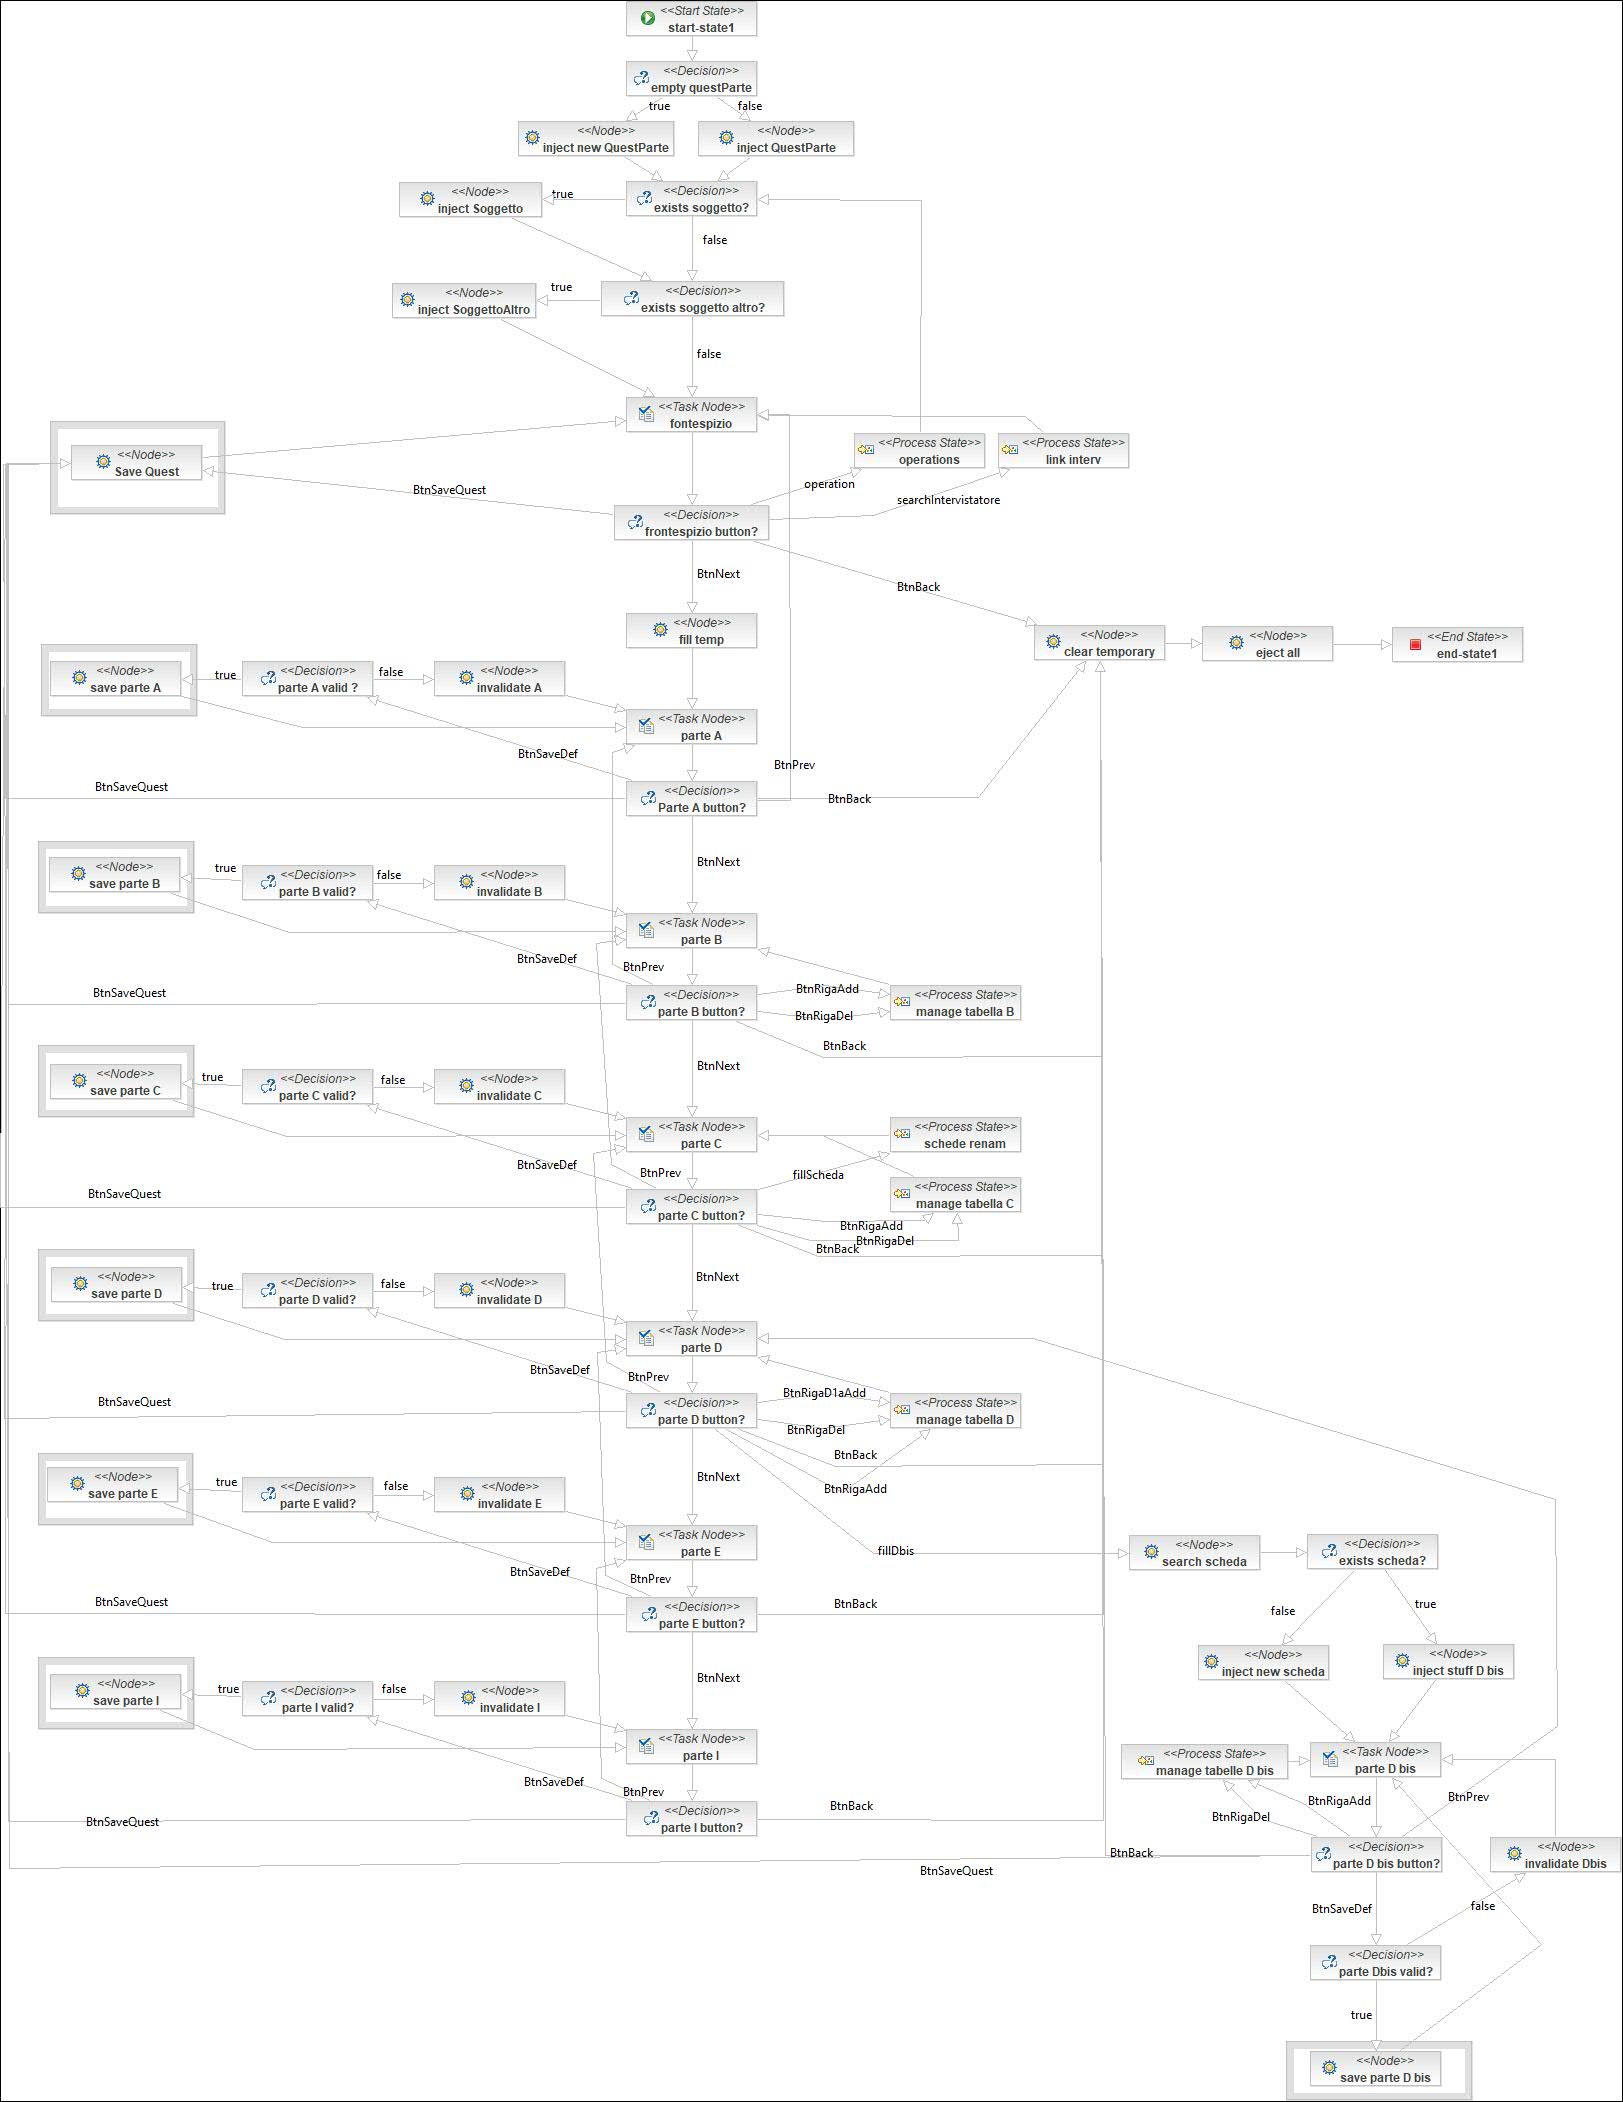 <<Start State>>
start-state1
<<Decision>>
empty questParte
true
false
<<Node>>
inject new QuestParte
<<Node>>
inject QuestParte
<<Node>>
inject Soggetto
true
<<Decision>>
exists soggetto?
false
<<Node>>
inject SoggettoAltro
true
<<Decision>>
exists soggetto altro?
false
<<Task Node>>
fontespizio
<<Node>>
Save Quest
<<Process State>>
operations
<<Process State>>
link interv
BtnSaveQuest
operation
searchIntervistatore
<<Decision>>
frontespizio button?
BtnNext
BtnBack
<<Node>>
fill temp
<<Node>>
clear temporary
<<Node>>
eject all
<<End State>>
end-state1
<<Node>>
save parte A
true
<<Decision>>
parte A valid ?
false
<<Node>>
invalidate A
<<Task Node>>
parte A
BtnSaveDef
BtnPrev
BtnSaveQuest
<<Decision>>
Parte A button?
BtnBack
BtnNext
<<Node>>
save parte B
true
<<Decision>>
parte B valid?
false
<<Node>>
invalidate B
<<Task Node>>
parte B
BtnSaveDef
BtnPrev
BtnSaveQuest
<<Decision>>
parte B button?
BtnRigaAdd
BtnRigaDel
<<Process State>>
manage tabella B
BtnBack
BtnNext
<<Node>>
save parte C
true
<<Decision>>
parte C valid?
false
<<Node>>
invalidate C
<<Task Node>>
parte C
<<Process State>>
schede renam
BtnSaveDef
BtnPrev
fillScheda
BtnSaveQuest
<<Decision>>
parte C button?
<<Process State>>
manage tabella C
BtnRigaAdd
BtnRigaDel
BtnBack
BtnNext
<<Node>>
save parte D
true
<<Decision>>
parte D valid?
false
<<Node>>
invalidate D
<<Task Node>>
parte D
BtnSaveDef
BtnPrev
BtnSaveQuest
<<Decision>>
parte D button?
BtnRigaD1aAdd
BtnRigaDel
<<Process State>>
manage tabella D
BtnBack
BtnNext
BtnRigaAdd
<<Node>>
save parte E
true
<<Decision>>
parte E valid?
false
<<Node>>
invalidate E
<<Task Node>>
parte E
fillDbis
<<Node>>
search scheda
<<Decision>>
exists scheda?
BtnSaveDef
BtnPrev
BtnSaveQuest
<<Decision>>
parte E button?
BtnBack
false
true
<<Node>>
inject new scheda
<<Node>>
inject stuff D bis
BtnNext
<<Node>>
save parte I
true
<<Decision>>
parte I valid?
false
<<Node>>
invalidate I
<<Task Node>>
parte I
<<Process State>>
manage tabelle D bis
<<Task Node>>
parte D bis
BtnSaveDef
BtnPrev
BtnSaveQuest
<<Decision>>
parte I button?
BtnBack
BtnRigaAdd
BtnRigaDel
BtnPrev
BtnBack
<<Decision>>
parte D bis button?
<<Node>>
invalidate Dbis
BtnSaveQuest
BtnSaveDef
false
<<Decision>>
parte Dbis valid?
true
<<Node>>
save parte D bis